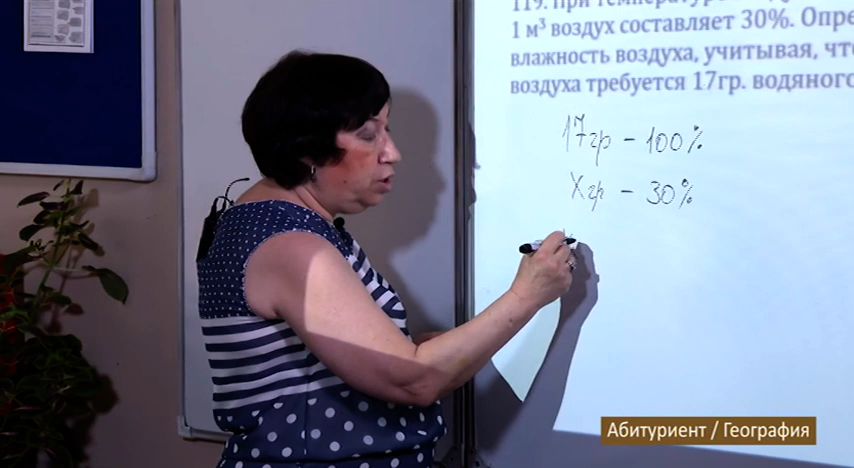 119. При температуре
1 м³ воздух составляет 30%. Опре
влажность воздуха, учитывая, что
воздуха требуется 17гр. водяного
17гр – 100%
Xгр – 30%
Абитуриент / География